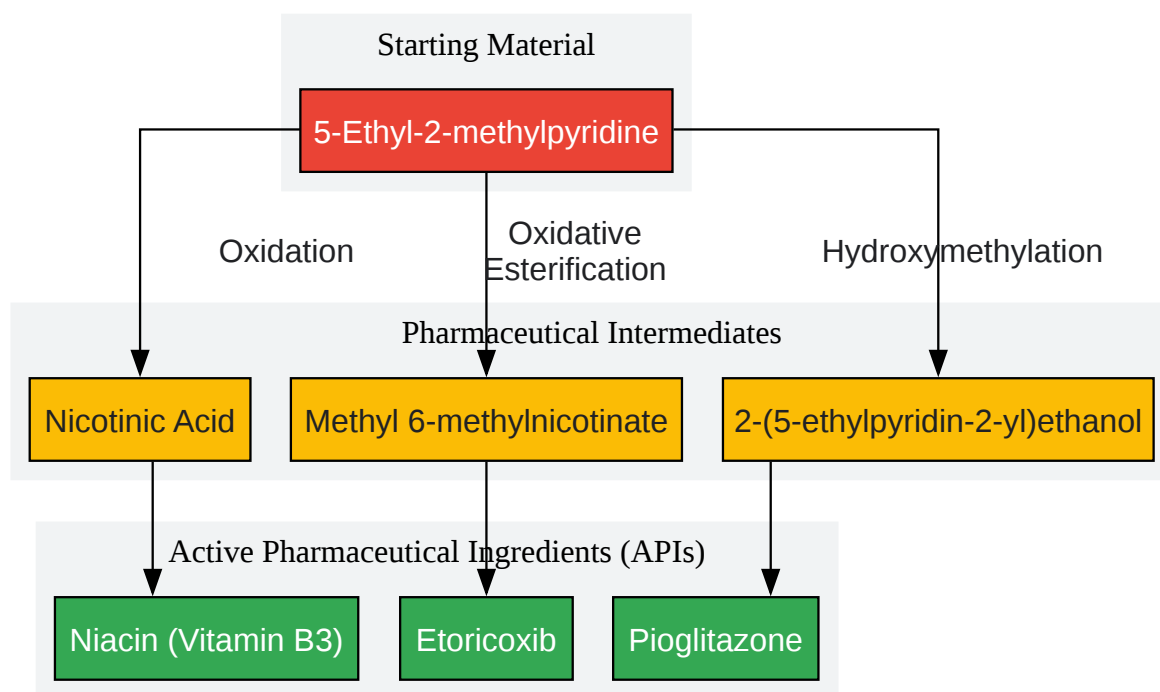 Starting Material
5-Ethyl-2-methylpyridine
Oxidation
Oxidative
Esterification
Hydroxymethylation
Pharmaceutical Intermediates
Nicotinic Acid
Methyl 6-methylnicotinate
2-(5-ethylpyridin-2-yl)ethanol
Active Pharmaceutical Ingredients (APIs)
Niacin (Vitamin B3)
Etoricoxib
Pioglitazone